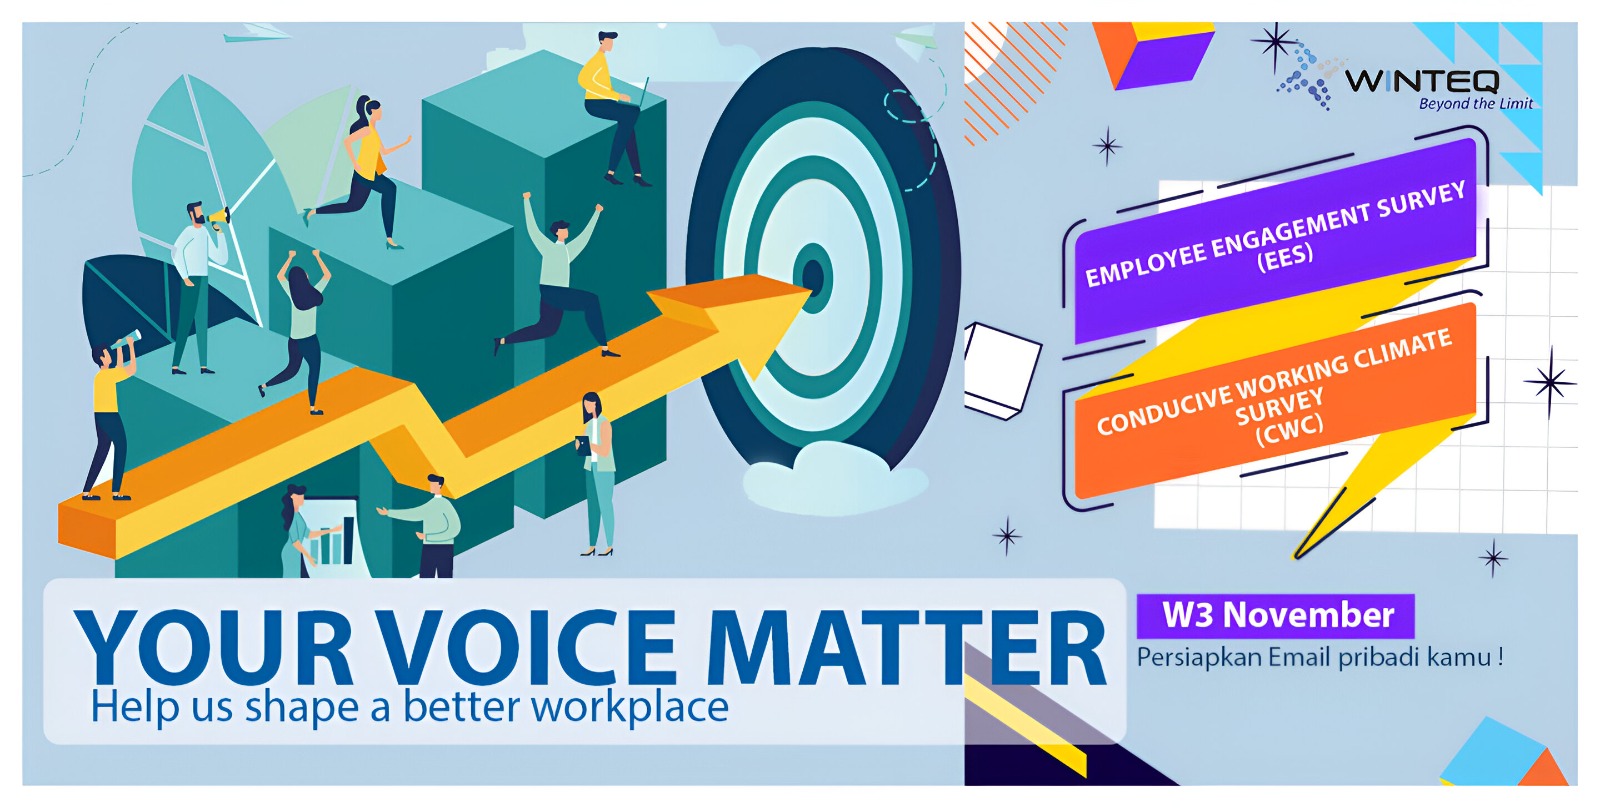 WINTEQ
Beyond the Limit
EMPLOYEE ENGAGEMENT SURVEY
(EES)
CONDUCIVE WORKING CLIMATE
SURVEY
(CWC)
YOUR VOICE MATTER
Help us shape a better workplace
W3 November
Persiapkan Email pribadi kamu !